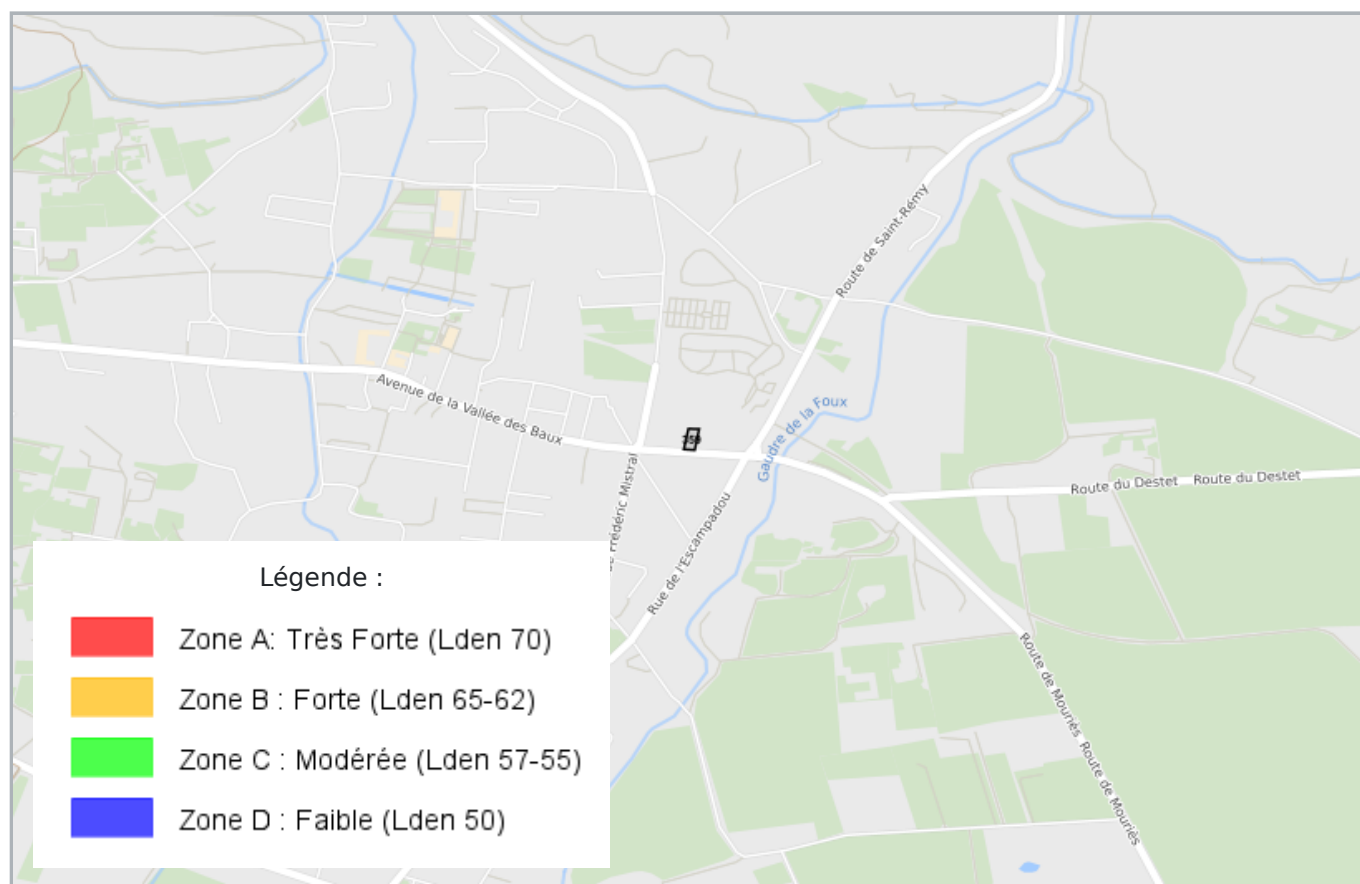 Route de Saint-Rémy
Avenue de la Vallée des Baux
Gaudre de la Foux
Frédéric Mistral
Route du Destet Route du Destet
Rue de l'Escampadou
Route de Mouriès Route de Mouriès
Légende :
Zone A: Très Forte (Lden 70)
Zone B : Forte (Lden 65-62)
Zone C : Modérée (Lden 57-55)
Zone D : Faible (Lden 50)